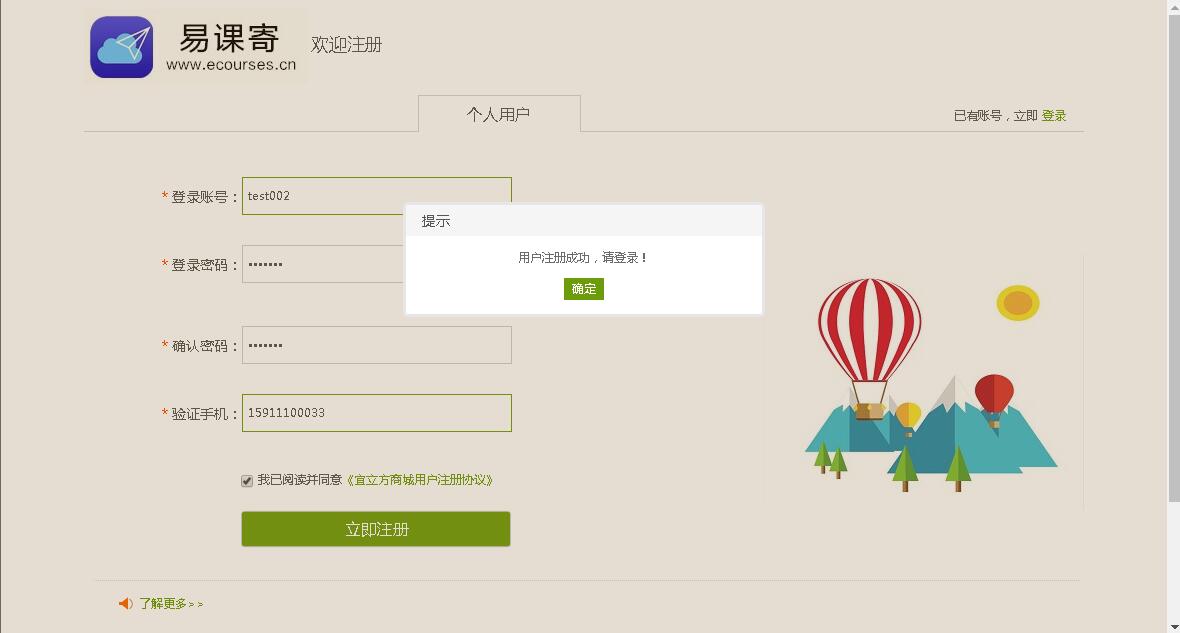 易课寄
www.ecourses.cn
欢迎注册
个人用户
已有账号，立即 登录
* 登录账号：
test002
提示
用户注册成功，请登录！
确定
* 登录密码：
•••••••
* 确认密码：
•••••••
* 验证手机：
15911100033
我已阅读并同意《宜立方商城用户注册协议》
立即注册
了解更多>>